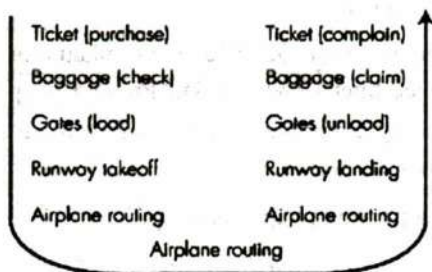 Ticket (purchase) Ticket (complain)
Baggage (check) Baggage (claim)
Gates (load) Gates (unload)
Runway takeoff Runway landing
Airplane routing Airplane routing
Airplane routing